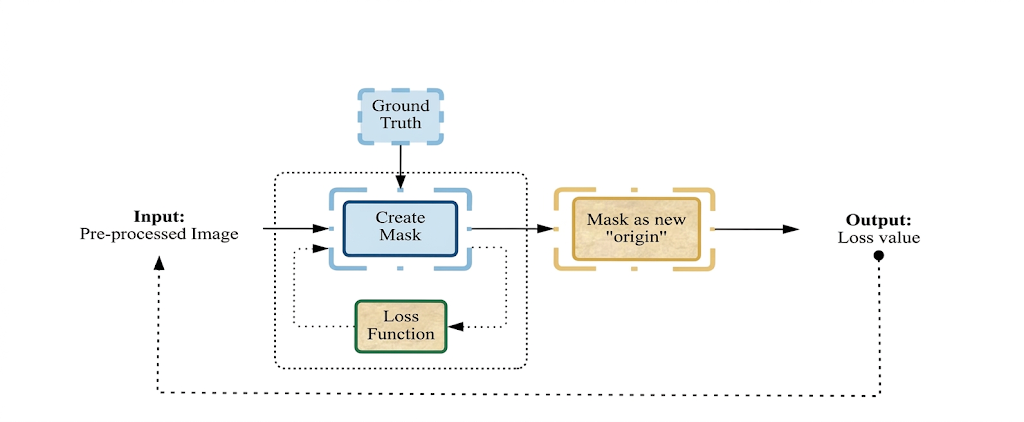 Ground
Truth
Input:
Pre-processed Image
Create
Mask
Mask as new
"origin"
Output:
Loss value
Loss
Function